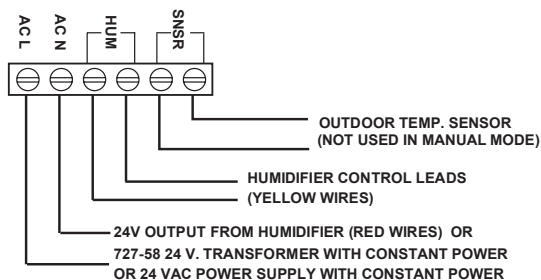 AC L
AC N
HUM
SNSR
OUTDOOR TEMP. SENSOR
(NOT USED IN MANUAL MODE)
HUMIDIFIER CONTROL LEADS
(YELLOW WIRES)
24V OUTPUT FROM HUMIDIFIER (RED WIRES) OR
727-58 24 V. TRANSFORMER WITH CONSTANT POWER
OR 24 VAC POWER SUPPLY WITH CONSTANT POWER